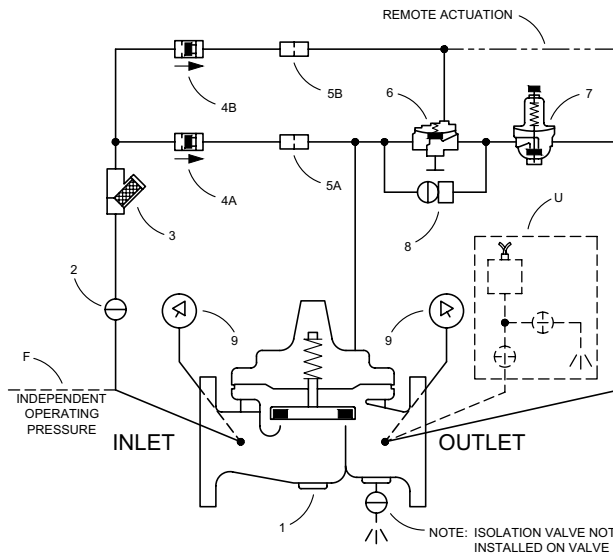 REMOTE ACTUATION
4B
5B
6
7
4A
5A
3
8
U
2
9
9
F
INDEPENDENT
OPERATING
PRESSURE
INLET
OUTLET
1
NOTE: ISOLATION VALVE NOT
INSTALLED ON VALVE